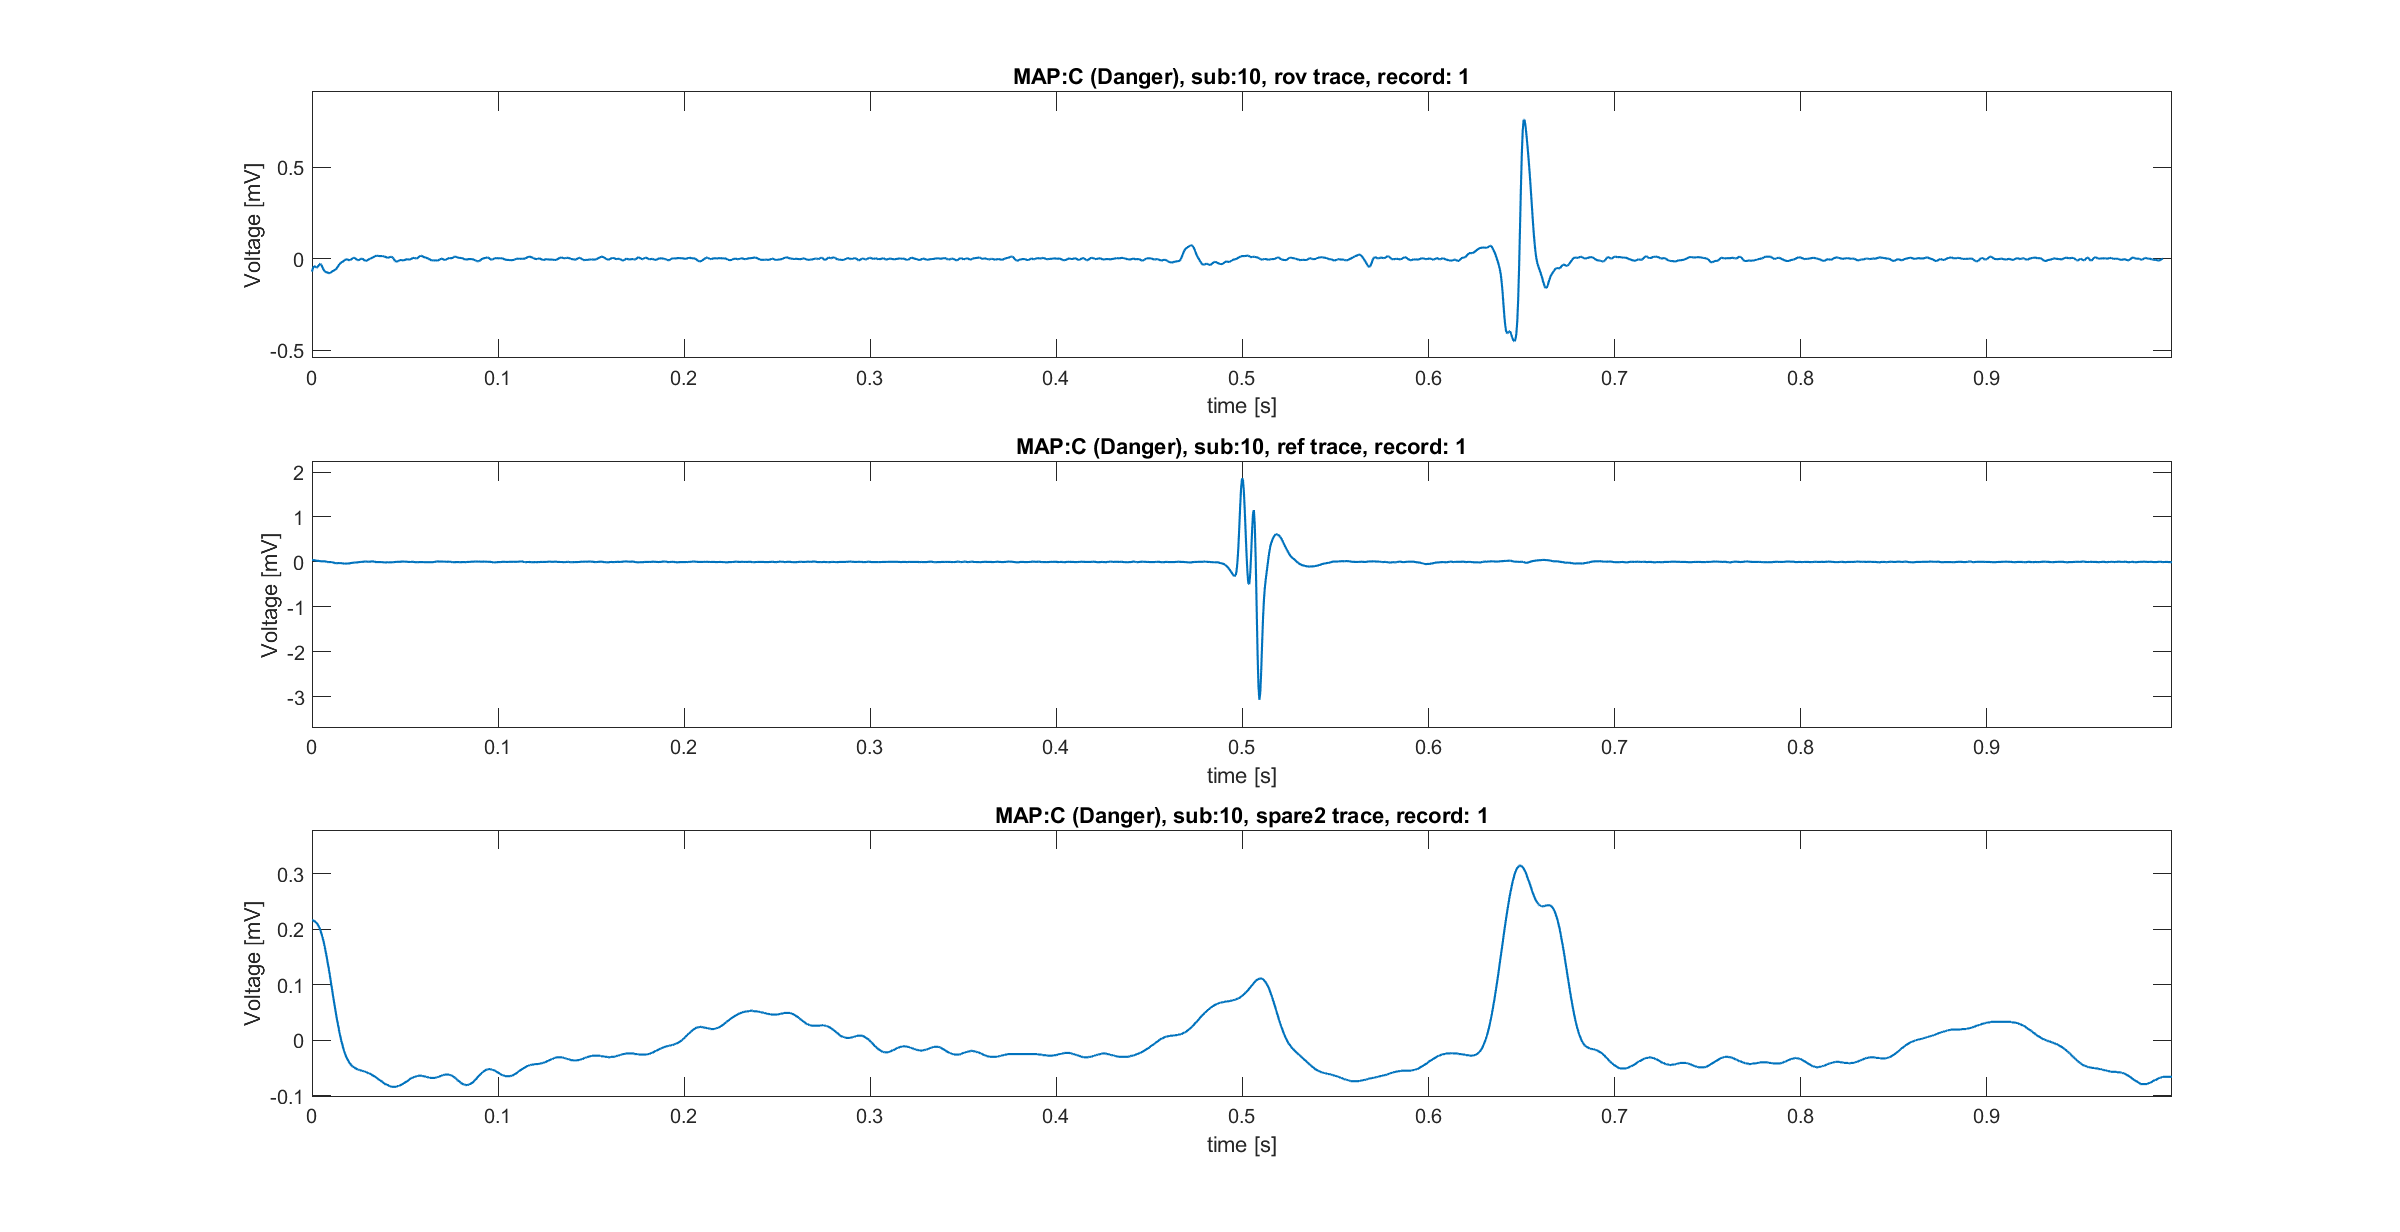 MAP:C (Danger), sub:10, rov trace, record: 1
Voltage [mV]
0.5
0
-0.5
0 0.1 0.2 0.3 0.4 0.5 0.6 0.7 0.8 0.9
time [s]
MAP:C (Danger), sub:10, ref trace, record: 1
Voltage [mV]
2
1
0
-1
-2
-3
0 0.1 0.2 0.3 0.4 0.5 0.6 0.7 0.8 0.9
time [s]
MAP:C (Danger), sub:10, spare2 trace, record: 1
Voltage [mV]
0.3
0.2
0.1
0
-0.1
0 0.1 0.2 0.3 0.4 0.5 0.6 0.7 0.8 0.9
time [s]